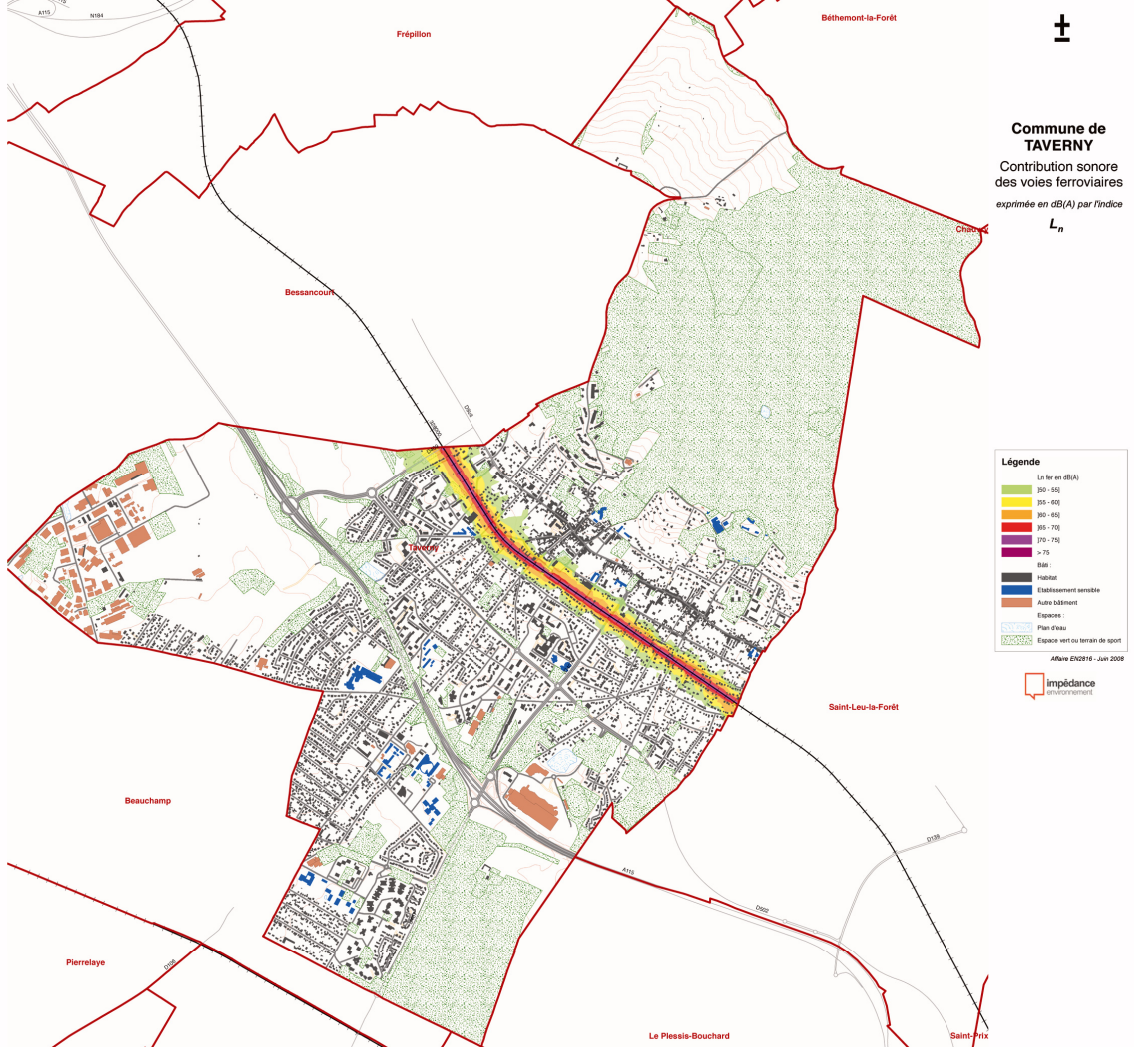 A115
N184
Frépillon
Béthemont-la-Forêt
Commune de
TAVERNY
Contribution sonore
des voies ferroviaires
exprimée en dB(A) par l'indice
Ln
Bessancourt
Taverny
Saint-Leu-la-Forêt
Beauchamp
D139
A115
D502
Pierrelaye
D106
Le Plessis-Bouchard
Saint-Prix
Légende
Ln fer en dB(A)
]50 - 55]
]55 - 60]
]60 - 65]
]65 - 70]
]70 - 75]
> 75
Bâti :
Habitat
Etablissement sensible
Autre bâtiment
Espaces :
Plan d'eau
Espace vert ou terrain de sport
Affaire EN2816 - Juin 2008
impédance
environnement